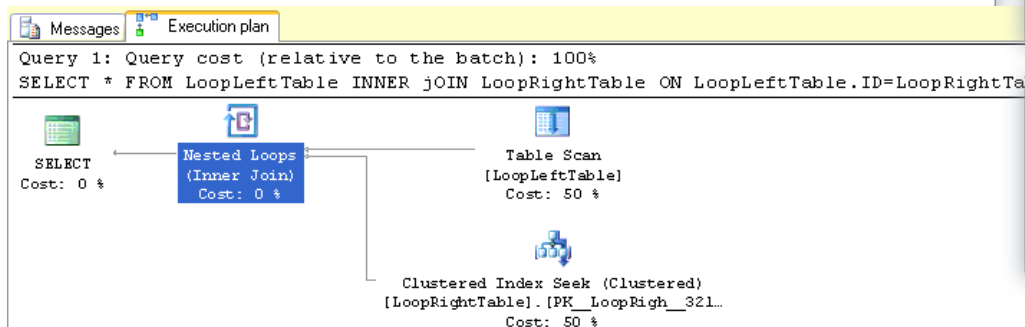 Messages Execution plan
Query 1: Query cost (relative to the batch): 100%
SELECT * FROM LoopLeftTable INNER jOIN LoopRightTable ON LoopLeftTable.ID=LoopRightTa
SELECT
Cost: 0 %
Nested Loops
(Inner Join)
Cost: 0 %
Table Scan
[LoopLeftTable]
Cost: 50 %
Clustered Index Seek (Clustered)
[LoopRightTable].[PK__LoopRigh__321…
Cost: 50 %